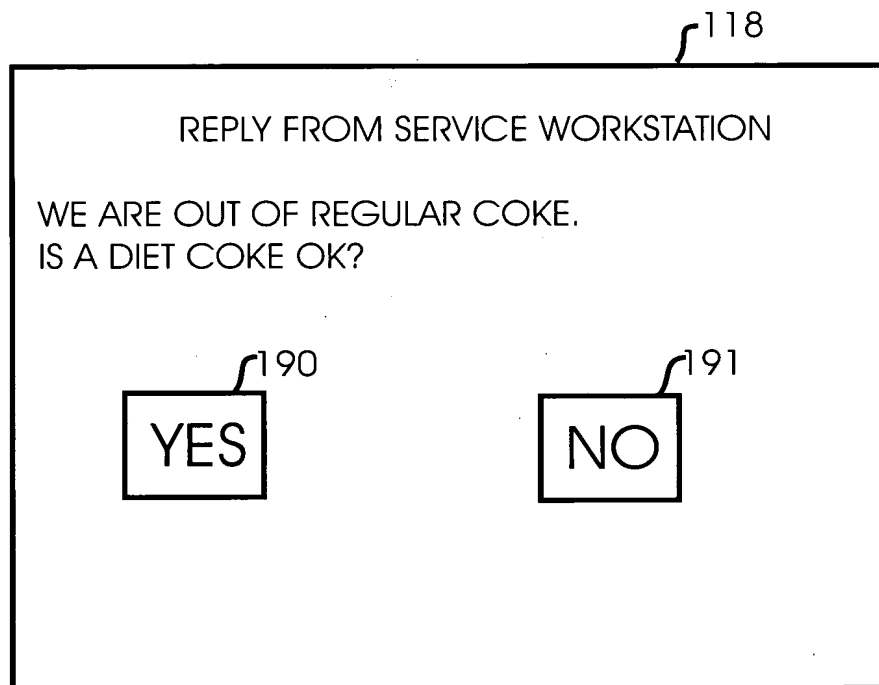 118
REPLY FROM SERVICE WORKSTATION
WE ARE OUT OF REGULAR COKE.
IS A DIET COKE OK?
190 191
YES NO